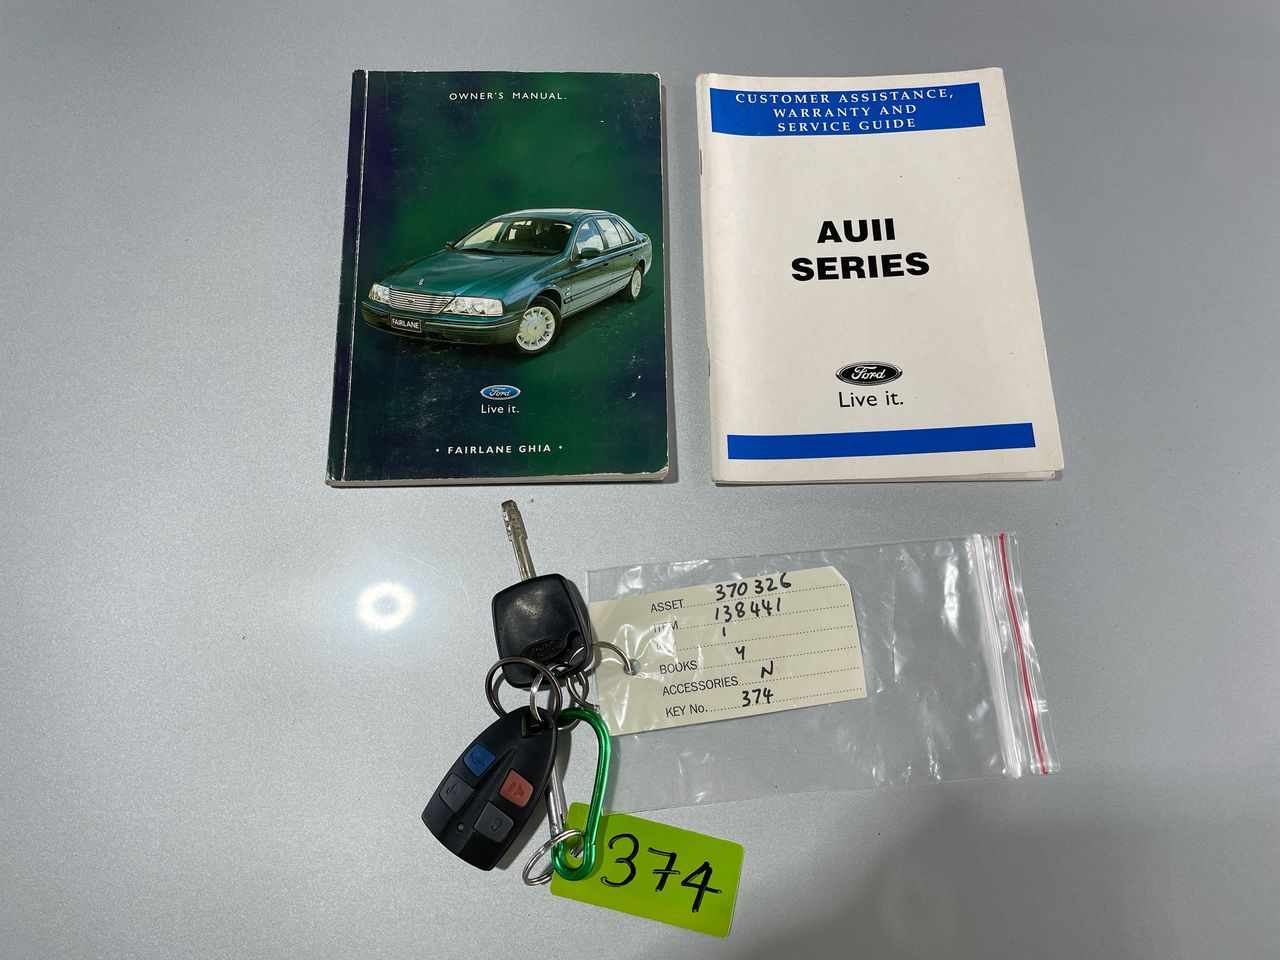 OWNER'S MANUAL.
FAIRLANE
Ford
Live it.
• FAIRLANE GHIA •
CUSTOMER ASSISTANCE,
WARRANTY AND
SERVICE GUIDE
AUII
SERIES
Ford
Live it.
ASSET 370326
ITEM 138441
1
BOOKS Y
ACCESSORIES N
KEY No. 374
374